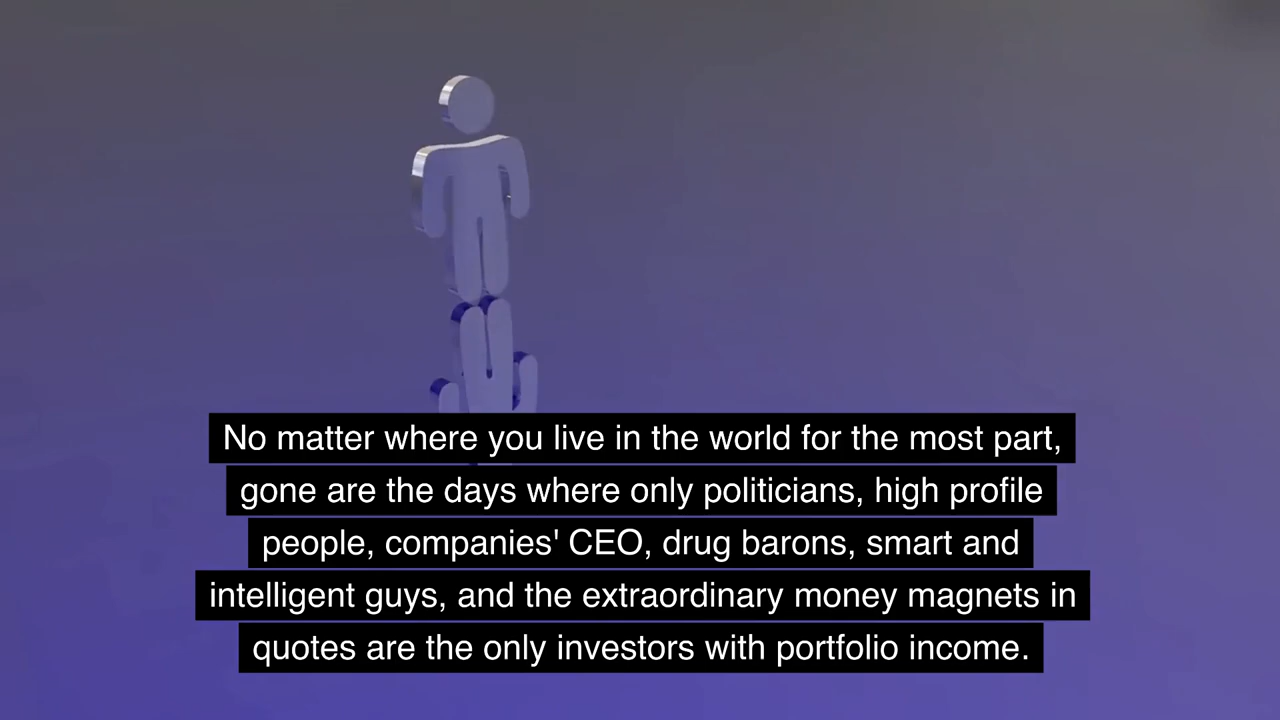 No matter where you live in the world for the most part,
gone are the days where only politicians, high profile
people, companies' CEO, drug barons, smart and
intelligent guys, and the extraordinary money magnets in
quotes are the only investors with portfolio income.